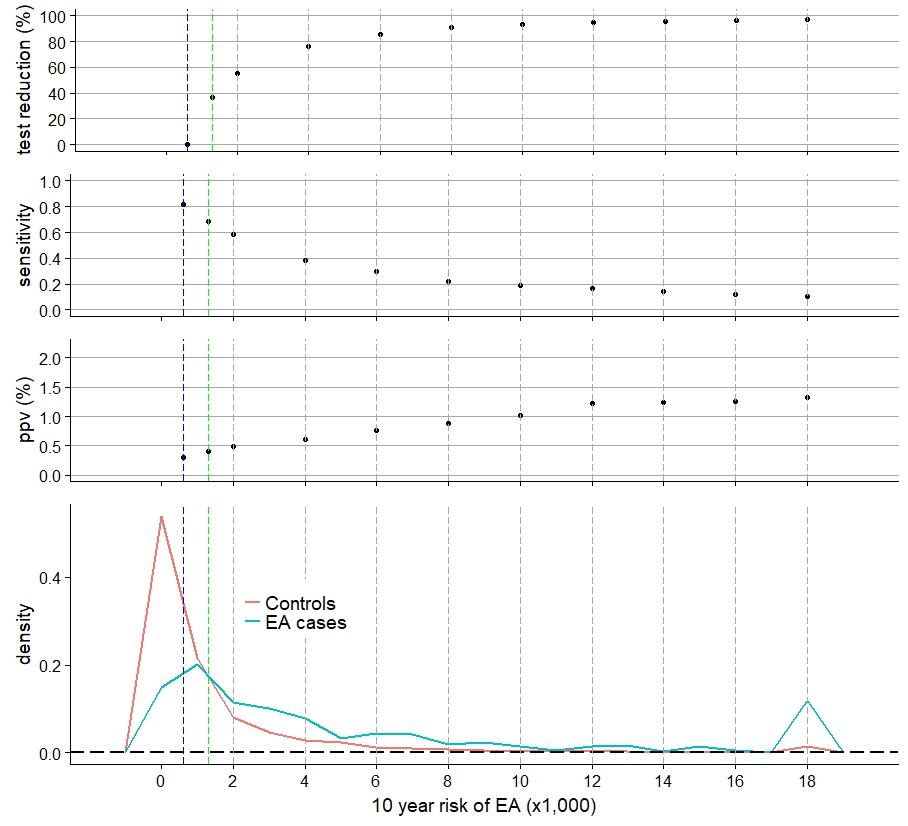 test reduction (%)
100
80
60
40
20
0
sensitivity
1.0
0.8
0.6
0.4
0.2
0.0
ppv (%)
2.0
1.5
1.0
0.5
0.0
density
0.4
0.2
0.0
Controls
EA cases
0 2 4 6 8 10 12 14 16 18
10 year risk of EA (x1,000)